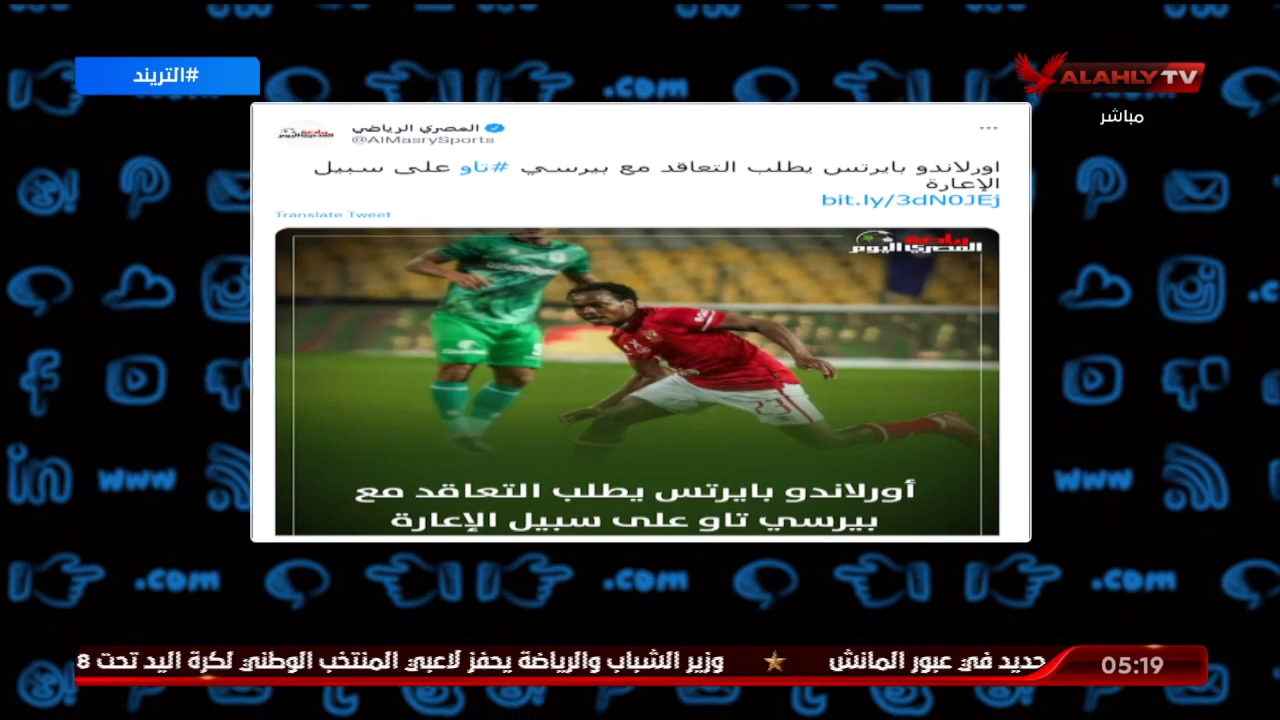 #التريند
ALAHLY TV
مباشر
المصري الرياضي
@AlMasrySports
اورلاندو بايرتس يطلب التعاقد مع بيرسي #تاو على سبيل
الإعارة
bit.ly/3dN0JEj
Translate Tweet
المصري اليوم
23
أورلاندو بايرتس يطلب التعاقد مع
بيرسي تاو على سبيل الإعارة
حديد في عبور المانش
وزير الشباب والرياضة يحفز لاعبي المنتخب الوطني لكرة اليد تحت 8
05:19